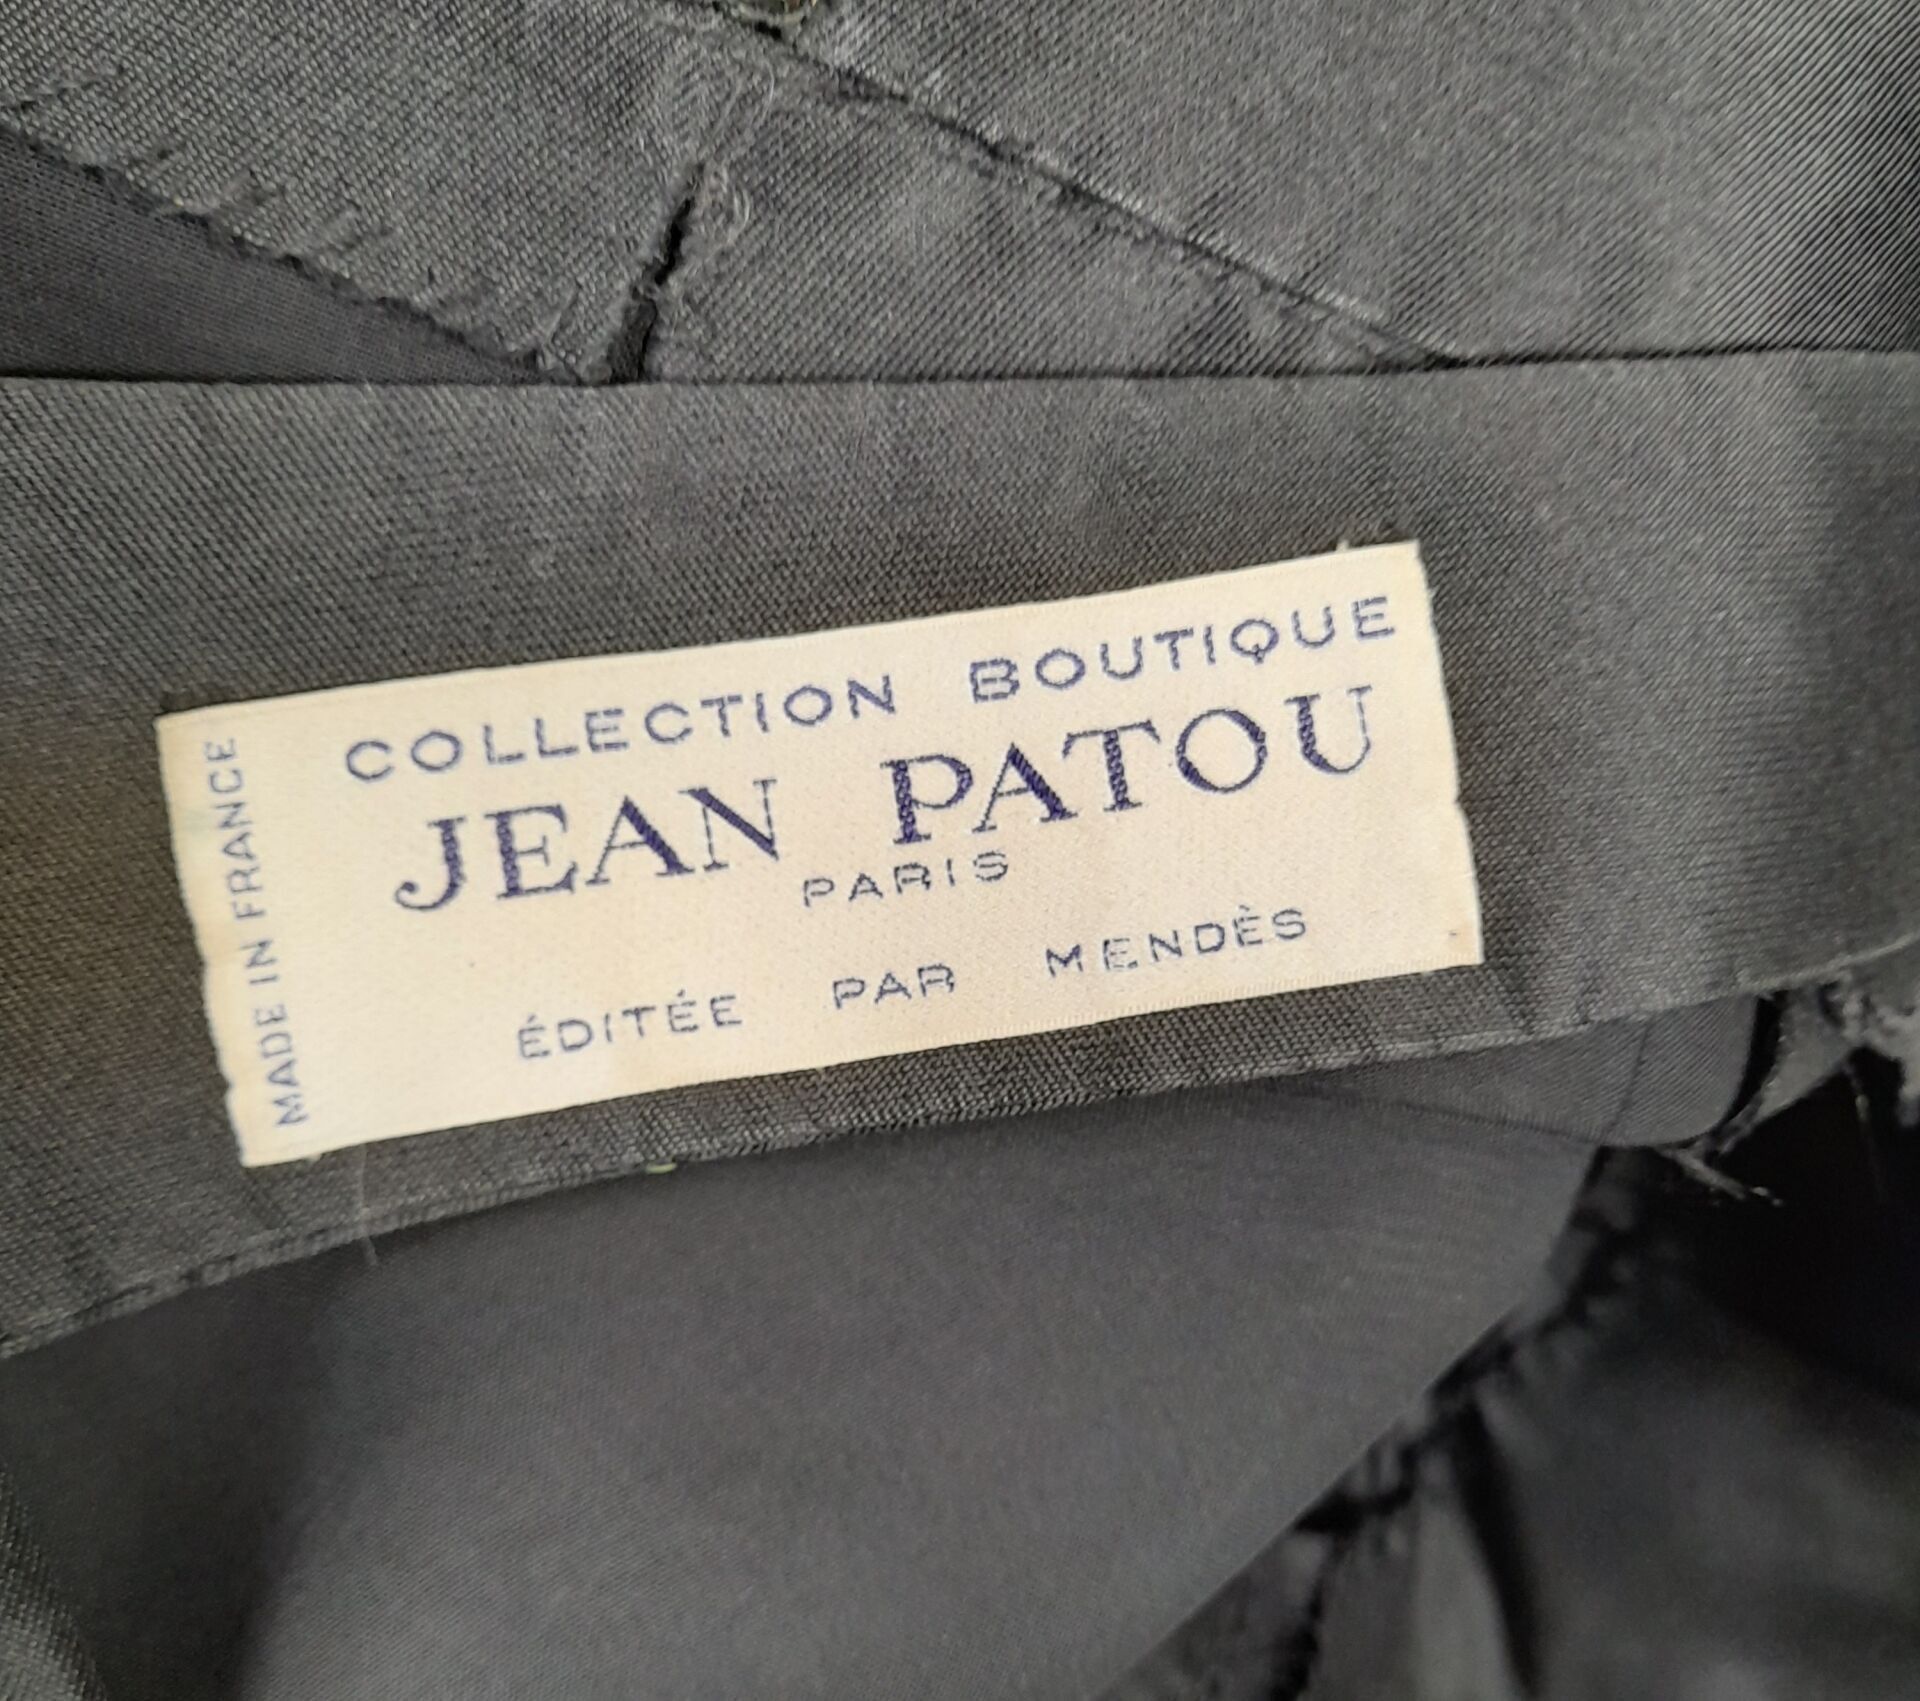 COLLECTION BOUTIQUE
JEAN PATOU
PARIS
ÉDITÉE PAR MENDÈS
MADE IN FRANCE